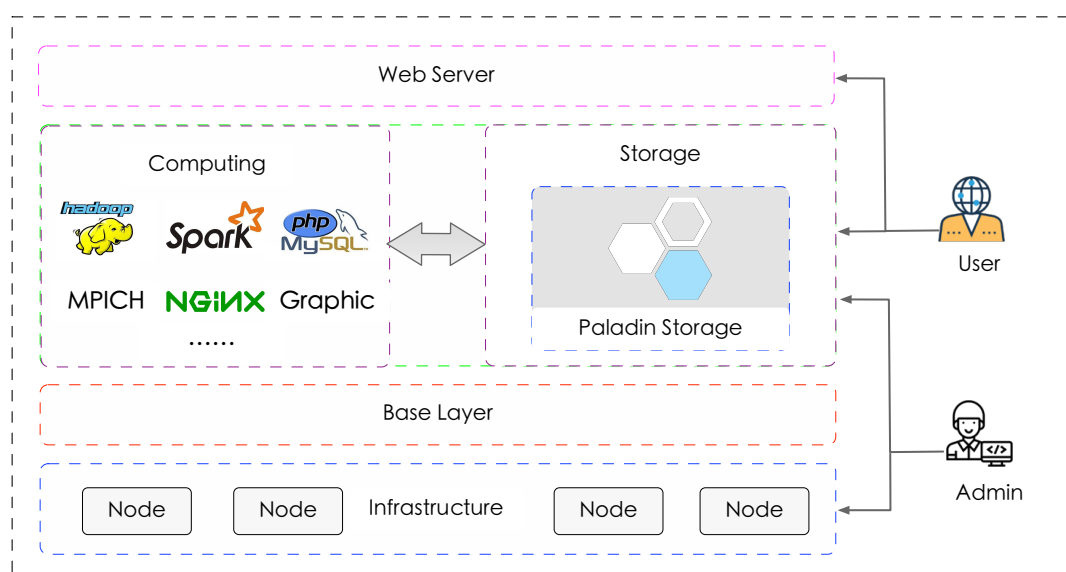 Web Server
Computing
Storage
hadoop
Spark
php
MySQL
MPICH
NGiNX
Graphic
......
Paladin Storage
User
Base Layer
</>
Admin
Node
Node
Infrastructure
Node
Node